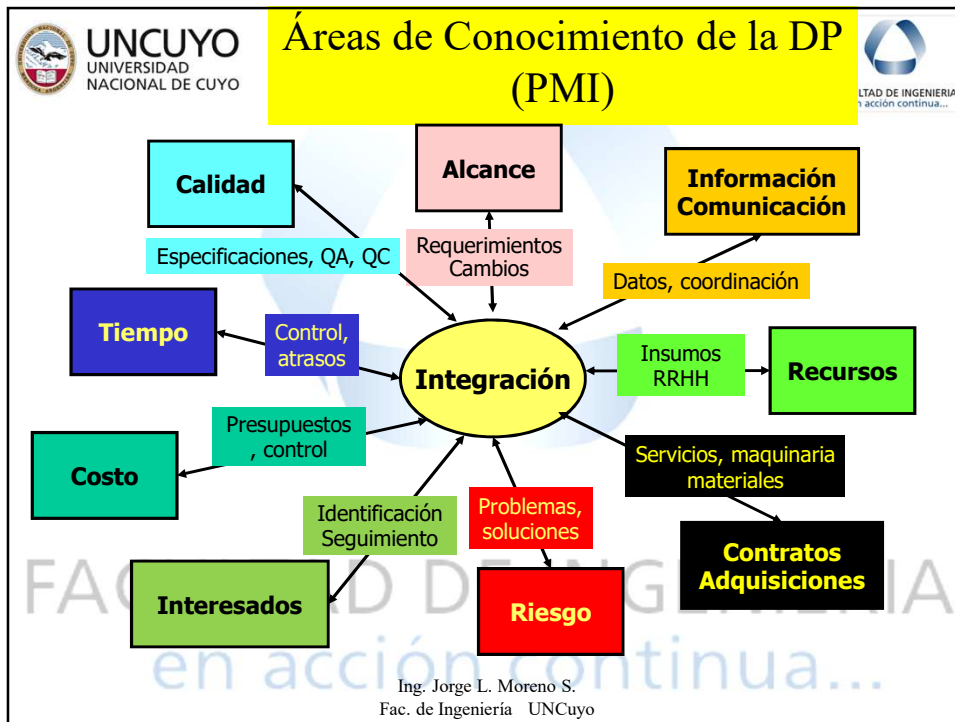 UNCUYO
UNIVERSIDAD
NACIONAL DE CUYO
Áreas de Conocimiento de la DP
(PMI)
LTAD DE INGENIERIA
n acción continua...
Calidad
Alcance
Información
Comunicación
Especificaciones, QA, QC
Requerimientos
Cambios
Datos, coordinación
Tiempo
Control,
atrasos
Integración
Insumos
RRHH
Recursos
Presupuestos
, control
Costo
Servicios, maquinaria
materiales
Identificación
Seguimiento
Problemas,
soluciones
Contratos
Adquisiciones
Interesados
Riesgo
FACULTAD DE INGENIERIA
en acción continua...
Ing. Jorge L. Moreno S.
Fac. de Ingeniería UNCuyo